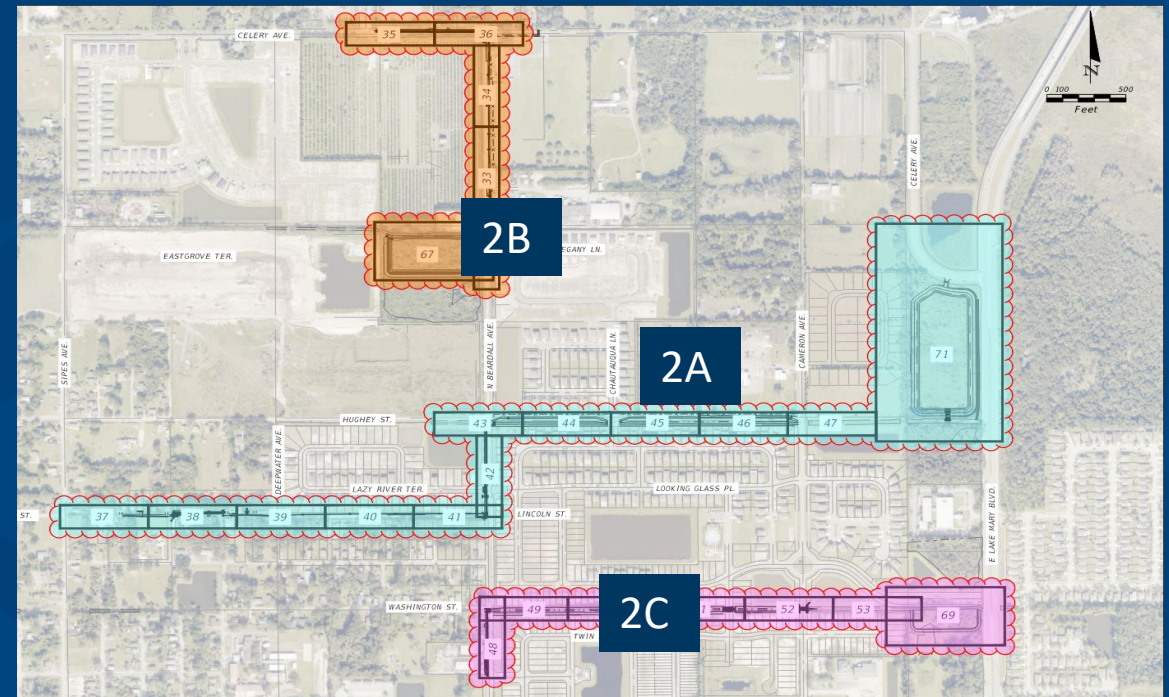 35
36
CELERY AVE.
N
0 100 500
Feet
34
33
CELERY AVE.
2B
67
EASTGROVE TER.
EGANY LN.
SIPES AVE.
N BEARDALL AVE.
CHAUTAUQUA LN.
CAMERON AVE.
71
2A
HUGHEY ST.
43
44
45
46
47
DEEPWATER AVE.
42
LAZY RIVER TER.
LOOKING GLASS PL.
ST.
37
38
39
40
41
LINCOLN ST.
E LAKE MARY BLVD.
WASHINGTON ST.
49
2C
1
52
53
69
TWIN
48